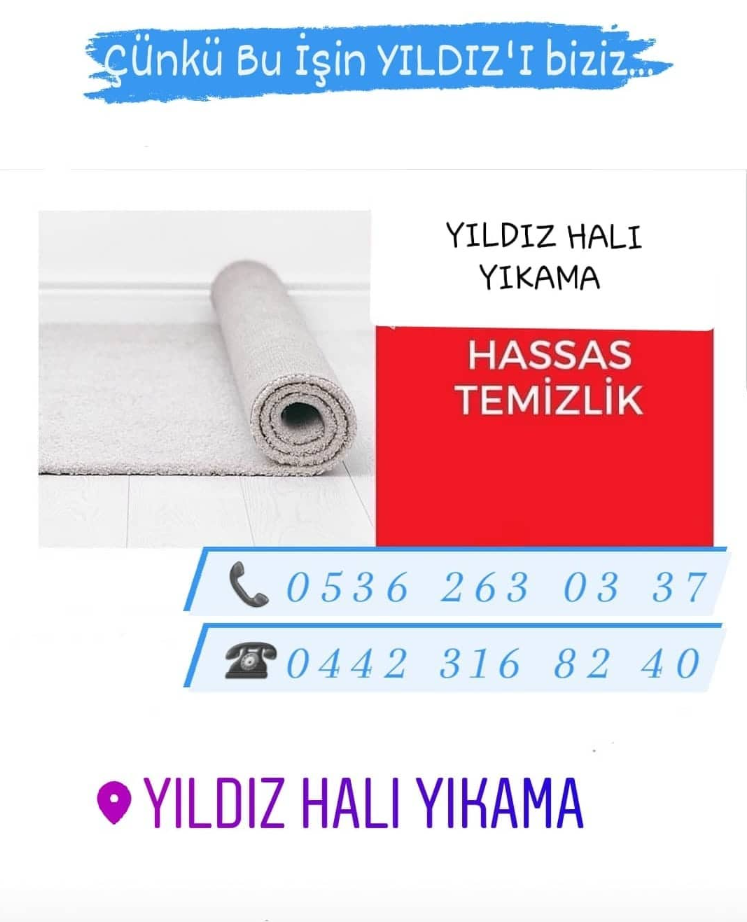 Çünkü Bu İşin YILDIZ'I biziz...
YILDIZ HALI
YIKAMA
HASSAS
TEMİZLİK
0536 263 03 37
0442 316 82 40
YILDIZ HALI YIKAMA